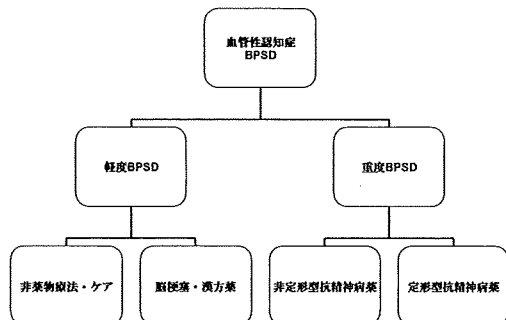 血管性認知症
BPSD
軽度BPSD
重度BPSD
非薬物療法・ケア
脳梗塞・漢方薬
非定形型抗精神病薬
定形型抗精神病薬